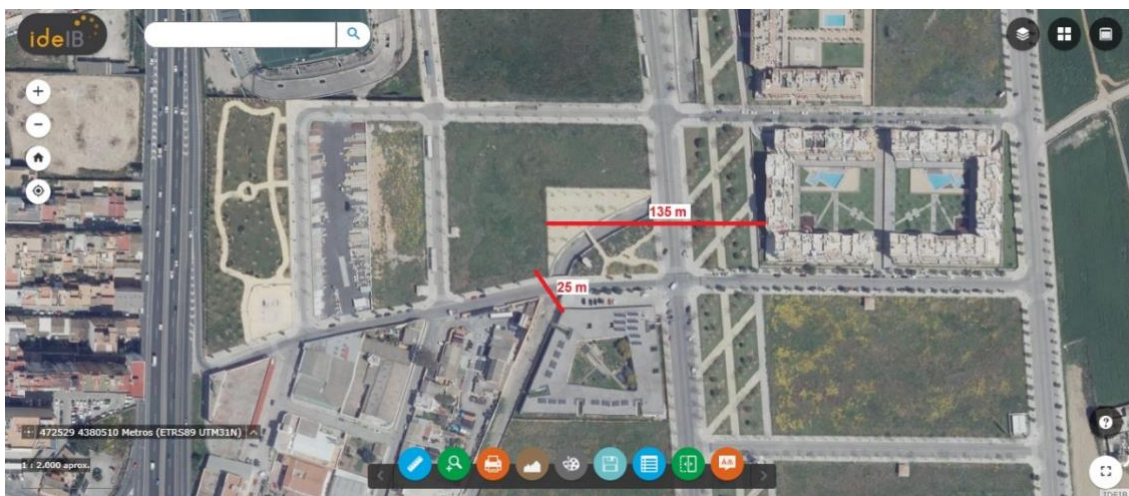 ideIB
135 m
25 m
472529 4380510 Metros (ETRS89 UTM31N)
1 : 2.000 aprox.
IDEIB